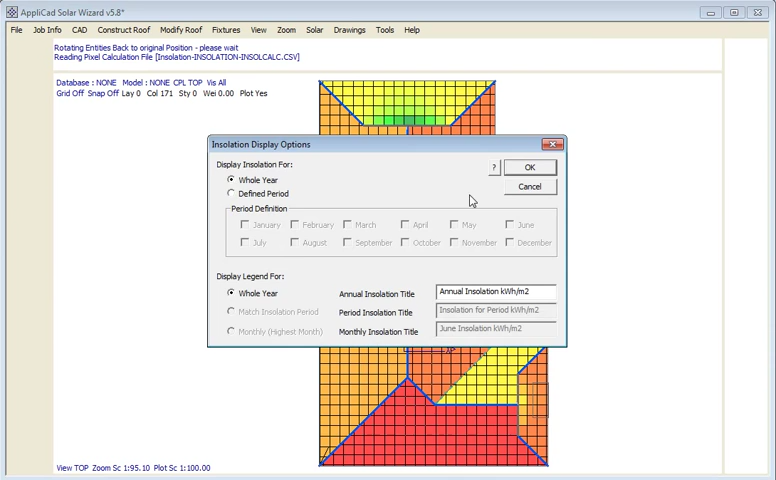 AppliCad Solar Wizard v5.8*
File Job Info CAD Construct Roof Modify Roof Fixtures View Zoom Solar Drawings Tools Help
Rotating Entities Back to original Position - please wait
Reading Pixel Calculation File [Insolation-INSOLATION-INSOLCALC.CSV]
Database : NONE Model : NONE CPL TOP Vis All
Grid Off Snap Off Lay 0 Col 171 Sty 0 Wei 0.00 Plot Yes
Insolation Display Options
Display Insolation For:
? OK
Whole Year
Cancel
Defined Period
Period Definition
January February March April May June
July August September October November December
Display Legend For:
Whole Year Annual Insolation Title Annual Insolation kWh/m2
Match Insolation Period Period Insolation Title Insolation for Period kWh/m2
Monthly (Highest Month) Monthly Insolation Title June Insolation kWh/m2
View TOP Zoom Sc 1:95.10 Plot Sc 1:100.00